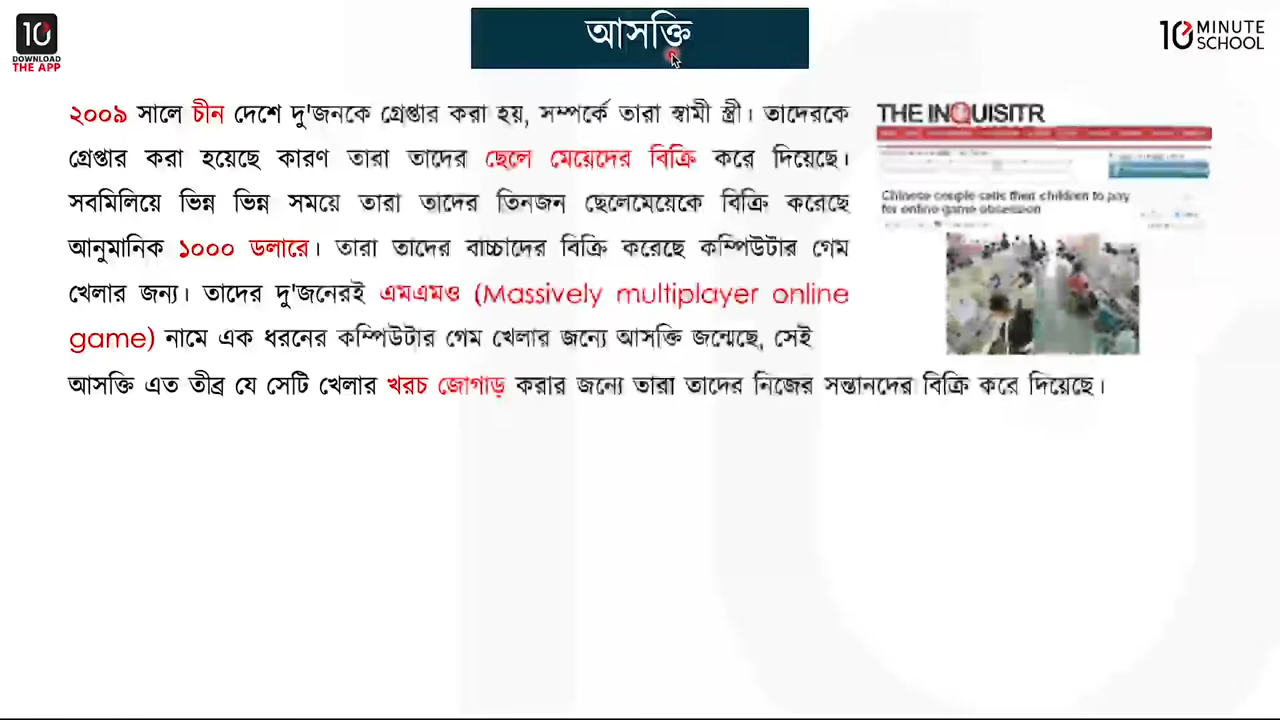 10
DOWNLOAD
THE APP
আসক্তি
10 MINUTE
SCHOOL
২০০৯ সালে চীন দেশে দু'জনকে গ্রেপ্তার করা হয়, সম্পর্কে তারা স্বামী স্ত্রী। তাদেরকে
গ্রেপ্তার করা হয়েছে কারণ তারা তাদের ছেলে মেয়েদের বিক্রি করে দিয়েছে।
সবমিলিয়ে ভিন্ন ভিন্ন সময়ে তারা তাদের তিনজন ছেলেমেয়েকে বিক্রি করেছে
আনুমানিক ১০০০ ডলারে। তারা তাদের বাচ্চাদের বিক্রি করেছে কম্পিউটার গেম
খেলার জন্য। তাদের দু'জনেরই এমএমও (Massively multiplayer online
game) নামে এক ধরনের কম্পিউটার গেম খেলার জন্যে আসক্তি জন্মেছে, সেই
আসক্তি এত তীব্র যে সেটি খেলার খরচ জোগাড় করার জন্যে তারা তাদের নিজের সন্তানদের বিক্রি করে দিয়েছে।
THE INQUISITR
Chinese couple sells their children to pay
for online game obsession